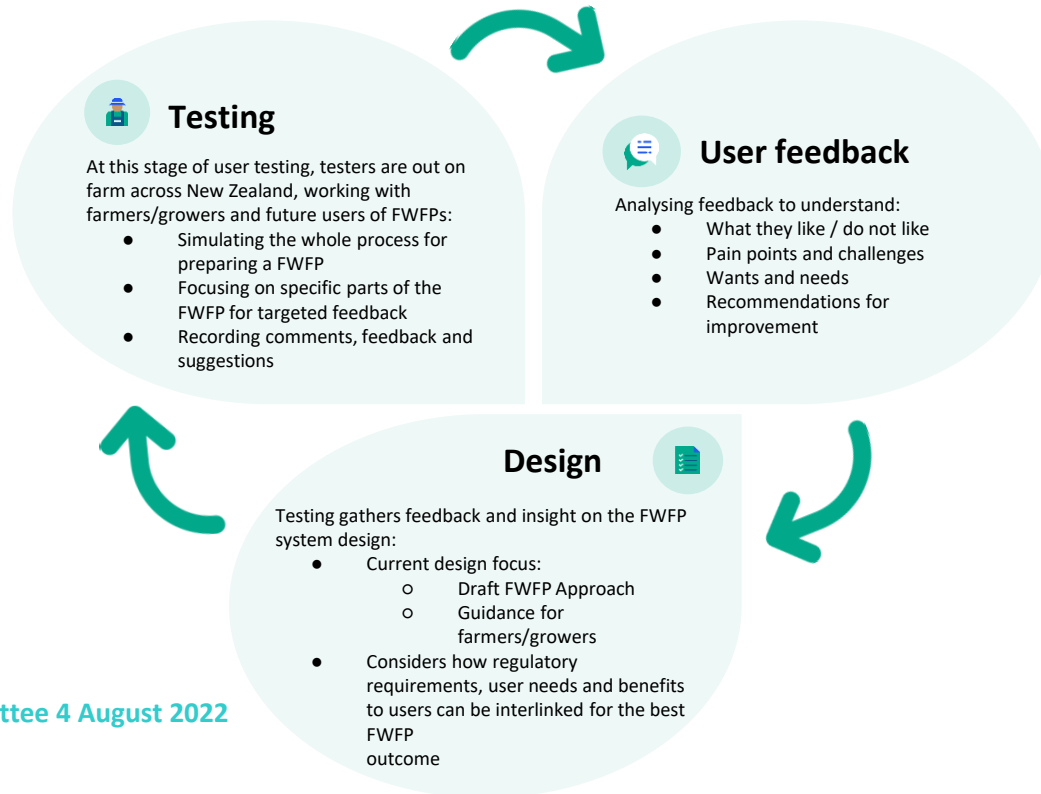 Testing
At this stage of user testing, testers are out on
farm across New Zealand, working with
farmers/growers and future users of FWFPs:
● Simulating the whole process for
preparing a FWFP
● Focusing on specific parts of the
FWFP for targeted feedback
● Recording comments, feedback and
suggestions
User feedback
Analysing feedback to understand:
● What they like / do not like
● Pain points and challenges
● Wants and needs
● Recommendations for
improvement
Design
Testing gathers feedback and insight on the FWFP
system design:
● Current design focus:
○ Draft FWFP Approach
○ Guidance for
farmers/growers
● Considers how regulatory
requirements, user needs and benefits
to users can be interlinked for the best
FWFP
outcome
ttee 4 August 2022